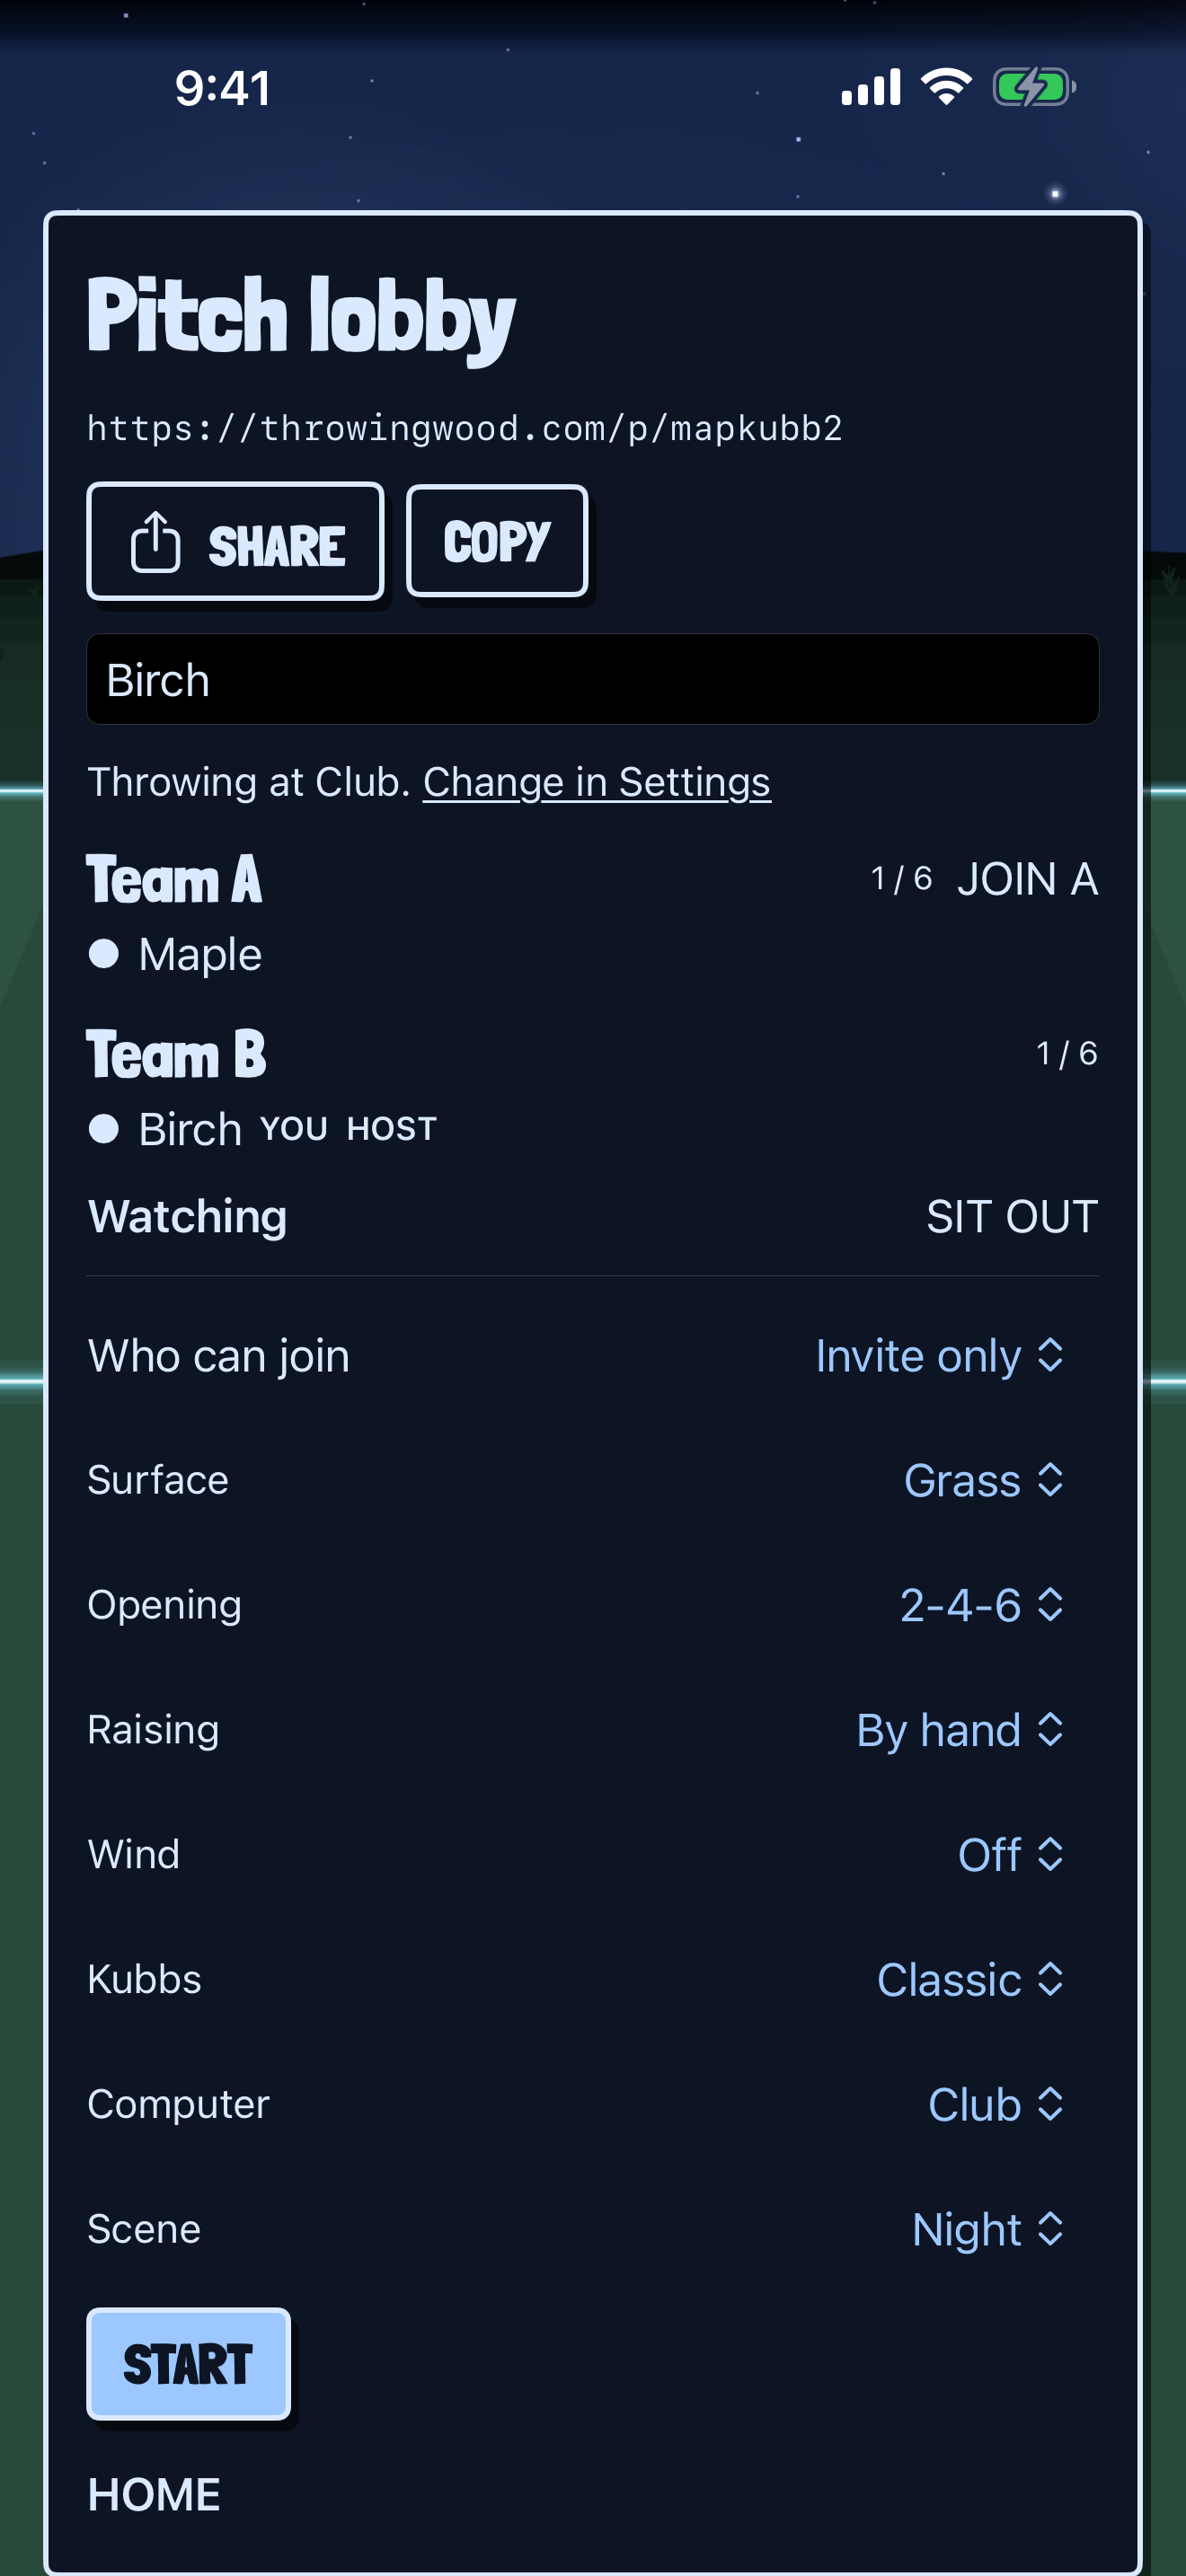 9:41
Pitch lobby
https://throwingwood.com/p/mapkubb2
SHARE COPY
Birch
Throwing at Club. Change in Settings
Team A 1 / 6 JOIN A
Maple
Team B 1 / 6
Birch YOU HOST
Watching SIT OUT
Who can join Invite only
Surface Grass
Opening 2-4-6
Raising By hand
Wind Off
Kubbs Classic
Computer Club
Scene Night
START
HOME